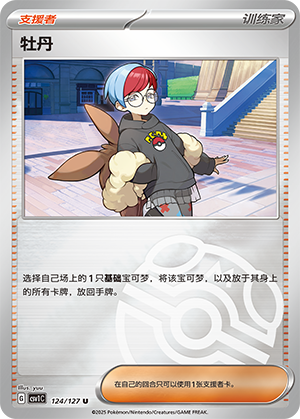 支援者 训练家
牡丹
选择自己场上的1只基础宝可梦，将该宝可梦，以及放于其身上
的所有卡牌，放回手牌。
Illus. yuu
G CSV1C 124/127 U
在自己的回合只可以使用1张支援者卡。
©2025 Pokémon/Nintendo/Creatures/GAME FREAK.